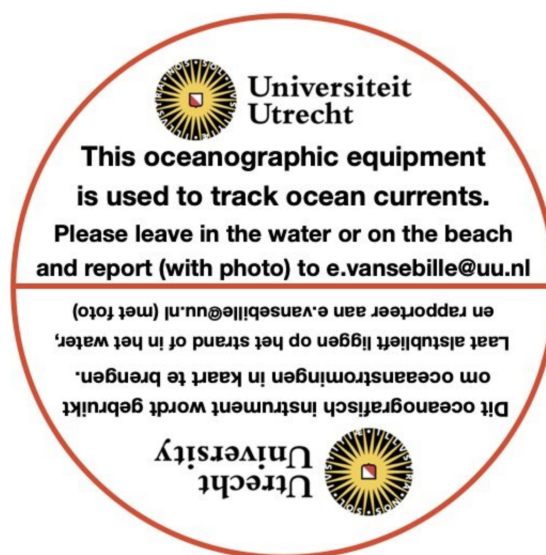 Universiteit
Utrecht
This oceanographic equipment
is used to track ocean currents.
Please leave in the water or on the beach
and report (with photo) to e.vansebille@uu.nl
Utrecht
University
Dit oceanografisch instrument wordt gebruikt
om oceaanstromingen in kaart te brengen.
Laat alstublieft liggen op het strand of in het water,
en rapporteer aan e.vansebille@uu.nl (met foto)